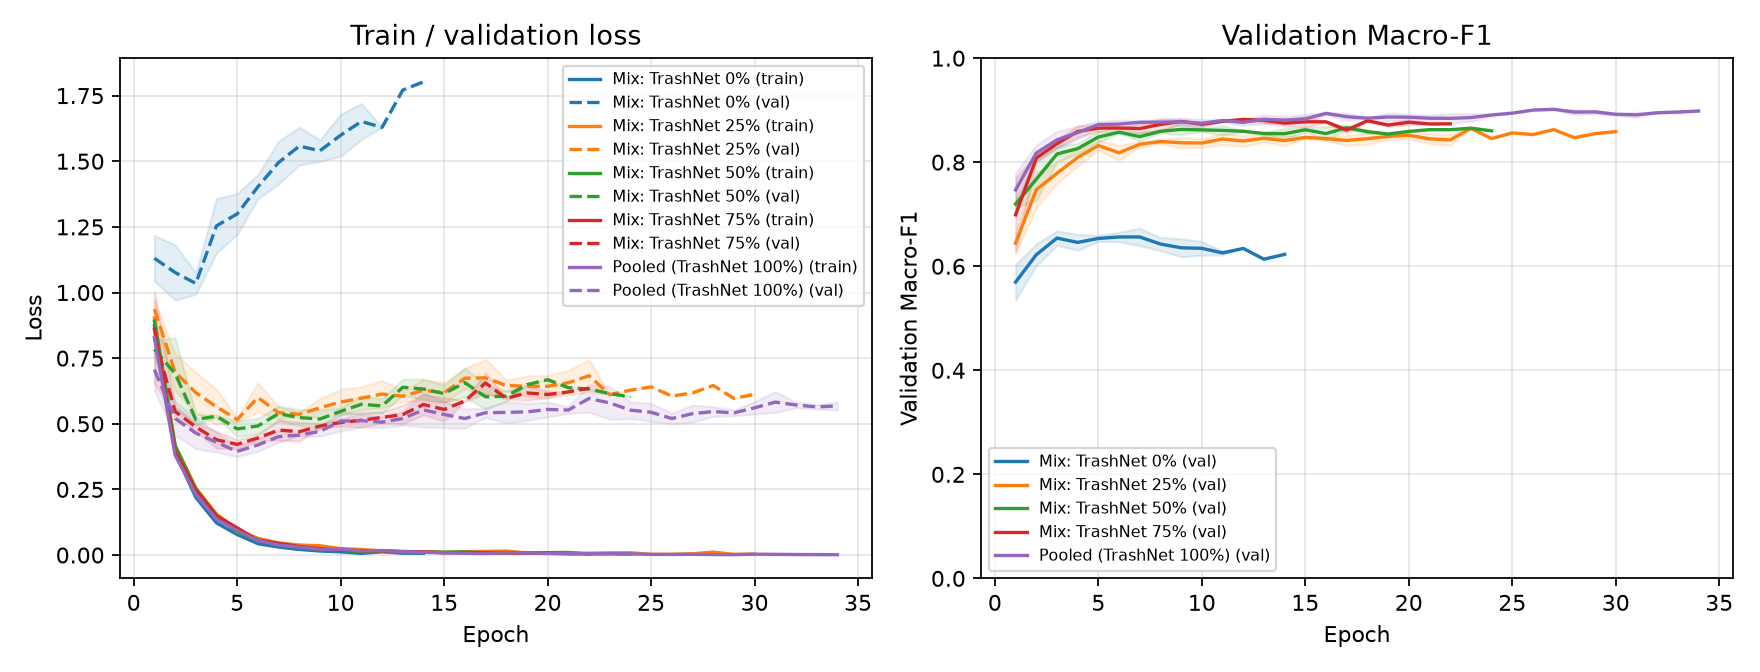 Train / validation loss
Loss
1.75
1.50
1.25
1.00
0.75
0.50
0.25
0.00
0 5 10 15 20 25 30 35
Epoch
Mix: TrashNet 0% (train)
Mix: TrashNet 0% (val)
Mix: TrashNet 25% (train)
Mix: TrashNet 25% (val)
Mix: TrashNet 50% (train)
Mix: TrashNet 50% (val)
Mix: TrashNet 75% (train)
Mix: TrashNet 75% (val)
Pooled (TrashNet 100%) (train)
Pooled (TrashNet 100%) (val)
Validation Macro-F1
Validation Macro-F1
1.0
0.8
0.6
0.4
0.2
0.0
0 5 10 15 20 25 30 35
Epoch
Mix: TrashNet 0% (val)
Mix: TrashNet 25% (val)
Mix: TrashNet 50% (val)
Mix: TrashNet 75% (val)
Pooled (TrashNet 100%) (val)